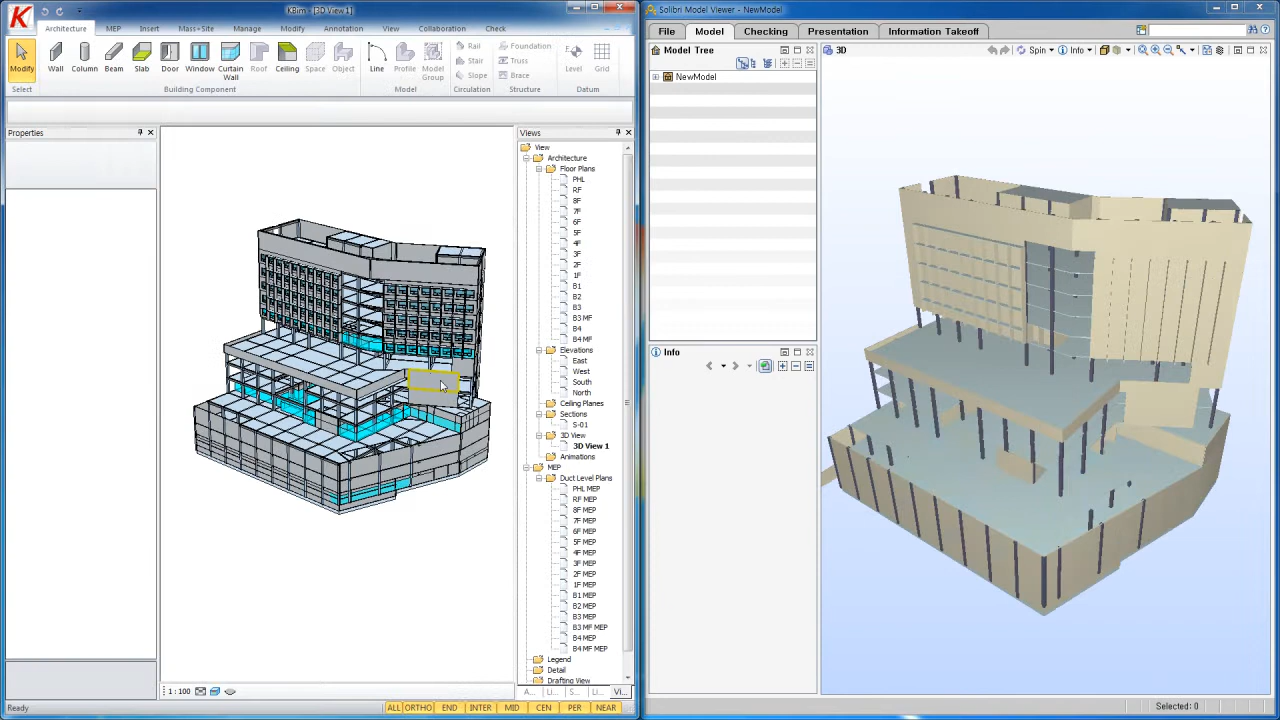 KBim - [3D View 1]
Architecture MEP Insert Mass•Site Manage Modify Annotation View Collaboration Check
Modify Wall Column Beam Slab Door Window Curtain Wall Roof Ceiling Space Object Line Profile Model Group
Rail
Stair
Slope
Foundation
Truss
Brace
Level Grid
Select Building Component Model Circulation Structure Datum
Properties
Views
View
Architecture
Floor Plans
PHL
RF
8F
7F
6F
5F
4F
3F
2F
1F
B1
B2
B3
B3 MF
B4
B4 MF
Elevations
East
West
South
North
Ceiling Planes
Sections
S-01
3D View
3D View 1
Animations
MEP
Duct Level Plans
PHL MEP
RF MEP
8F MEP
7F MEP
6F MEP
5F MEP
4F MEP
3F MEP
2F MEP
1F MEP
B1 MEP
B2 MEP
B3 MEP
B3 MF MEP
B4 MEP
B4 MF MEP
Legend
Detail
Drafting View
A... Li... S... Li... Vi...
1 : 100
Ready
ALL ORTHO END INTER MID CEN PER NEAR
Solibri Model Viewer - NewModel
File Model Checking Presentation Information Takeoff
Model Tree
NewModel
Info
3D
Spin Info
Selected: 0